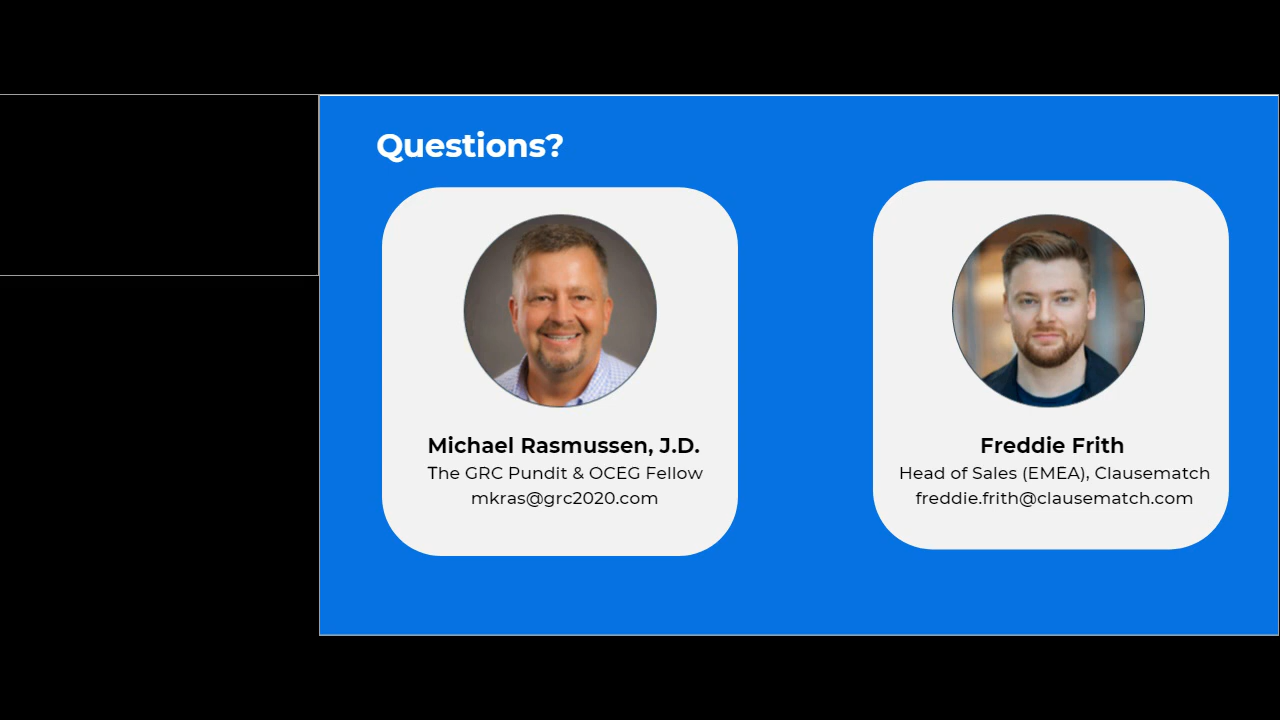 Questions?
Michael Rasmussen, J.D.
The GRC Pundit & OCEG Fellow
mkras@grc2020.com
Freddie Frith
Head of Sales (EMEA), Clausematch
freddie.frith@clausematch.com